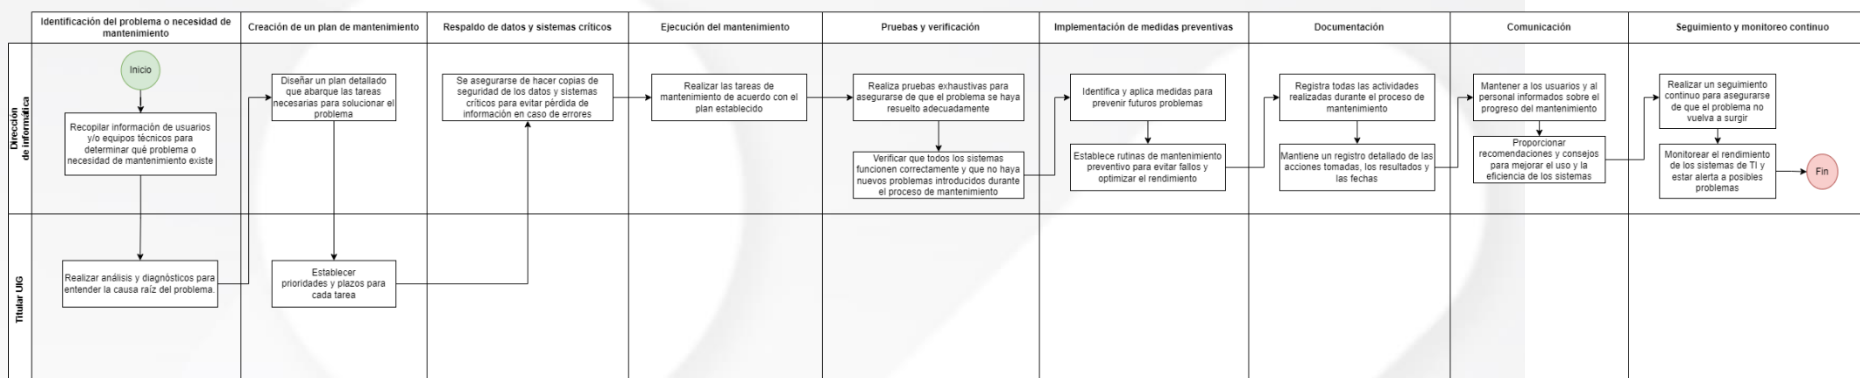 Identificación del problema o necesidad de
mantenimiento
Creación de un plan de mantenimiento
Respaldo de datos y sistemas críticos
Ejecución del mantenimiento
Pruebas y verificación
Implementación de medidas preventivas
Documentación
Comunicación
Seguimiento y monitoreo continuo
Dirección
de informática
Inicio
Recopilar información de usuarios
y/o equipos técnicos para
determinar qué problema o
necesidad de mantenimiento existe
Diseñar un plan detallado
que abarque las tareas
necesarias para solucionar el
problema
Se asegurarse de hacer copias de
seguridad de los datos y sistemas
críticos para evitar pérdida de
información en caso de errores
Realizar las tareas de
mantenimiento de acuerdo con el
plan establecido
Realiza pruebas exhaustivas para
asegurarse de que el problema se haya
resuelto adecuadamente
Verificar que todos los sistemas
funcionen correctamente y que no haya
nuevos problemas introducidos durante
el proceso de mantenimiento
Identifica y aplica medidas para
prevenir futuros problemas
Establece rutinas de mantenimiento
preventivo para evitar fallos y
optimizar el rendimiento
Registra todas las actividades
realizadas durante el proceso de
mantenimiento
Mantiene un registro detallado de las
acciones tomadas, los resultados y
las fechas
Mantener a los usuarios y al
personal informados sobre el
progreso del mantenimiento
Proporcionar
recomendaciones y consejos
para mejorar el uso y la
eficiencia de los sistemas
Realizar un seguimiento
continuo para asegurarse
de que el problema no
vuelva a surgir
Monitorear el rendimiento
de los sistemas de TI y
estar alerta a posibles
problemas
Fin
Titular UIG
Realizar análisis y diagnósticos para
entender la causa raíz del problema.
Establecer
prioridades y plazos para
cada tarea